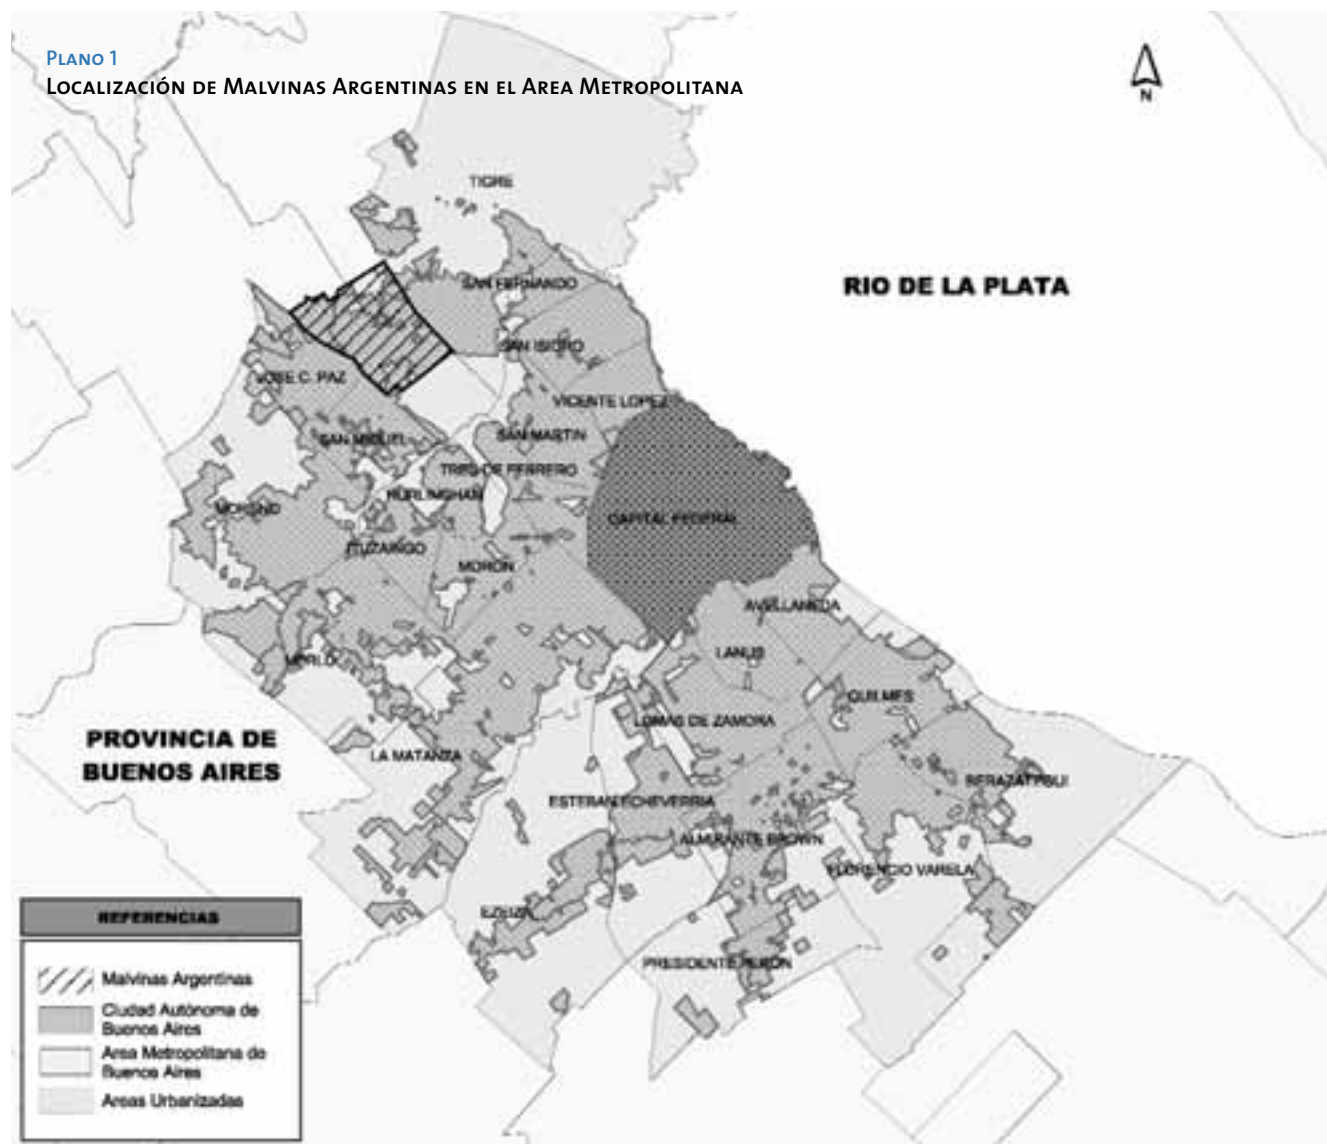 PLANO 1
LOCALIZACIÓN DE MALVINAS ARGENTINAS EN EL AREA METROPOLITANA
N
TIGRE
RIO DE LA PLATA
SAN FERNANDO
SAN ISIDRO
JOSE C. PAZ
VICENTE LOPEZ
SAN MIGUEL
SAN MARTIN
TRES DE FEBRERO
HURLINGHAN
MORENO
CAPITAL FEDERAL
ITUZAINGO
MORON
AVELLANEDA
LANUS
MERLO
QUILMES
LOMAS DE ZAMORA
PROVINCIA DE
BUENOS AIRES
LA MATANZA
BERAZATEGUI
ESTEBAN ECHEVERRIA
ALMIRANTE BROWN
FLORENCIO VARELA
EZEIZA
PRESIDENTE PERON
REFERENCIAS
Malvinas Argentinas
Ciudad Autónoma de
Buenos Aires
Area Metropolitana de
Buenos Aires
Areas Urbanizadas